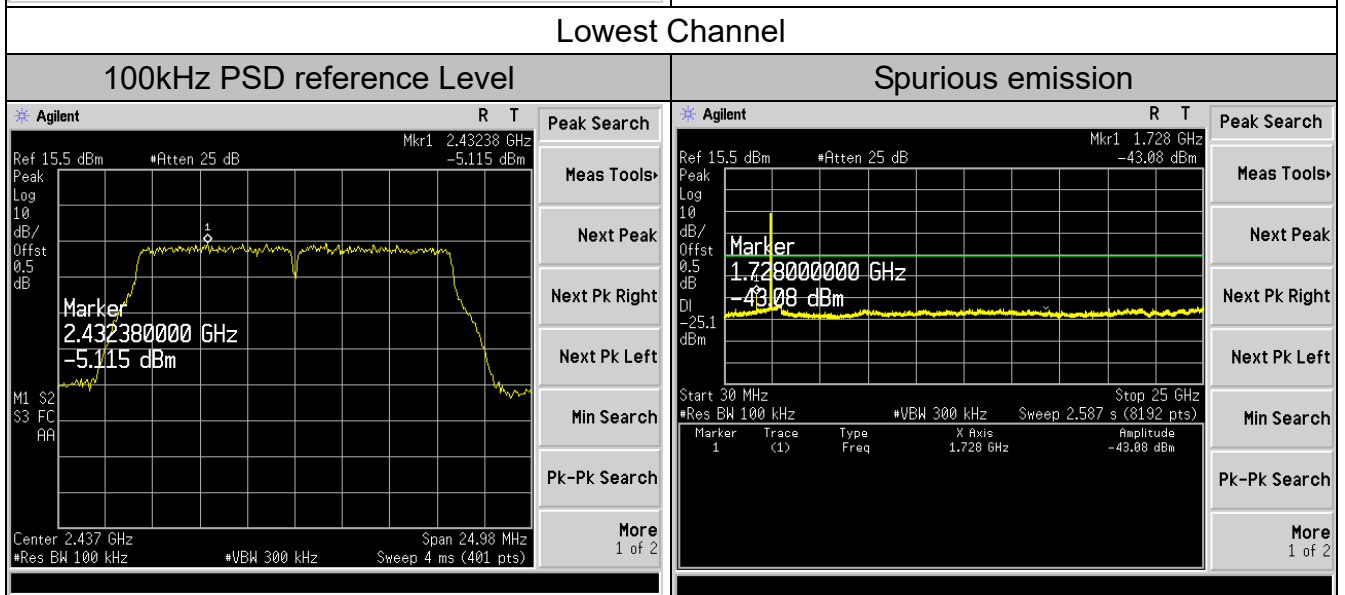 Lowest Channel
100kHz PSD reference Level
Spurious emission
Agilent
R T
Mkr1 2.43238 GHz
Ref 15.5 dBm #Atten 25 dB -5.115 dBm
Peak
Log
10
dB/
Offst
0.5
dB
1
Marker
2.432380000 GHz
-5.115 dBm
M1 S2
S3 FC
AA
Center 2.437 GHz Span 24.98 MHz
#Res BW 100 kHz #VBW 300 kHz Sweep 4 ms (401 pts)
Peak Search
Meas Tools
Next Peak
Next Pk Right
Next Pk Left
Min Search
Pk-Pk Search
More
1 of 2
Agilent
R T
Mkr1 1.728 GHz
Ref 15.5 dBm #Atten 25 dB -43.08 dBm
Peak
Log
10
dB/
Offst
0.5
dB
DI
-25.1
dBm
Marker
1.728000000 GHz
-43.08 dBm
1
Start 30 MHz Stop 25 GHz
#Res BW 100 kHz #VBW 300 kHz Sweep 2.587 s (8192 pts)
Marker Trace Type X Axis Amplitude
1 (1) Freq 1.728 GHz -43.08 dBm
Peak Search
Meas Tools
Next Peak
Next Pk Right
Next Pk Left
Min Search
Pk-Pk Search
More
1 of 2